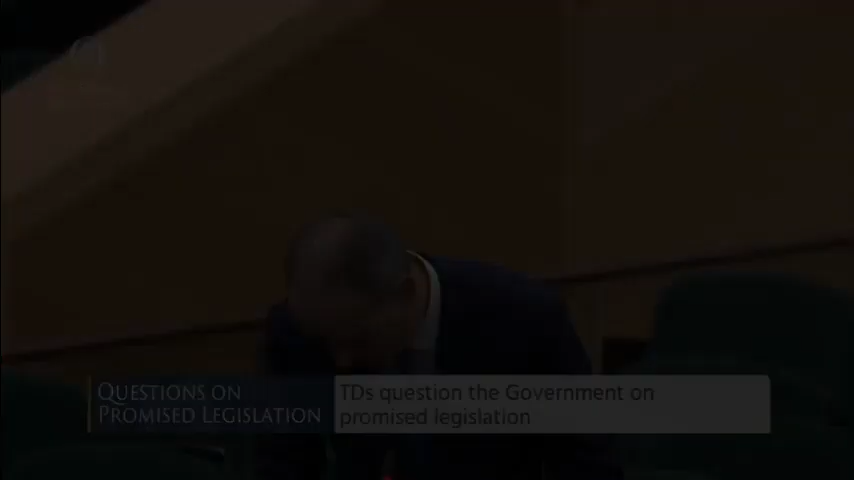 QUESTIONS ON
PROMISED LEGISLATION
TDs question the Government on
promised legislation